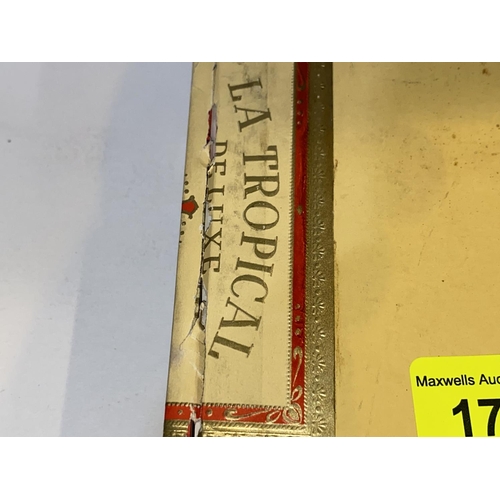 LA TROPICAL
DE LUXE
Maxwells Auc
17